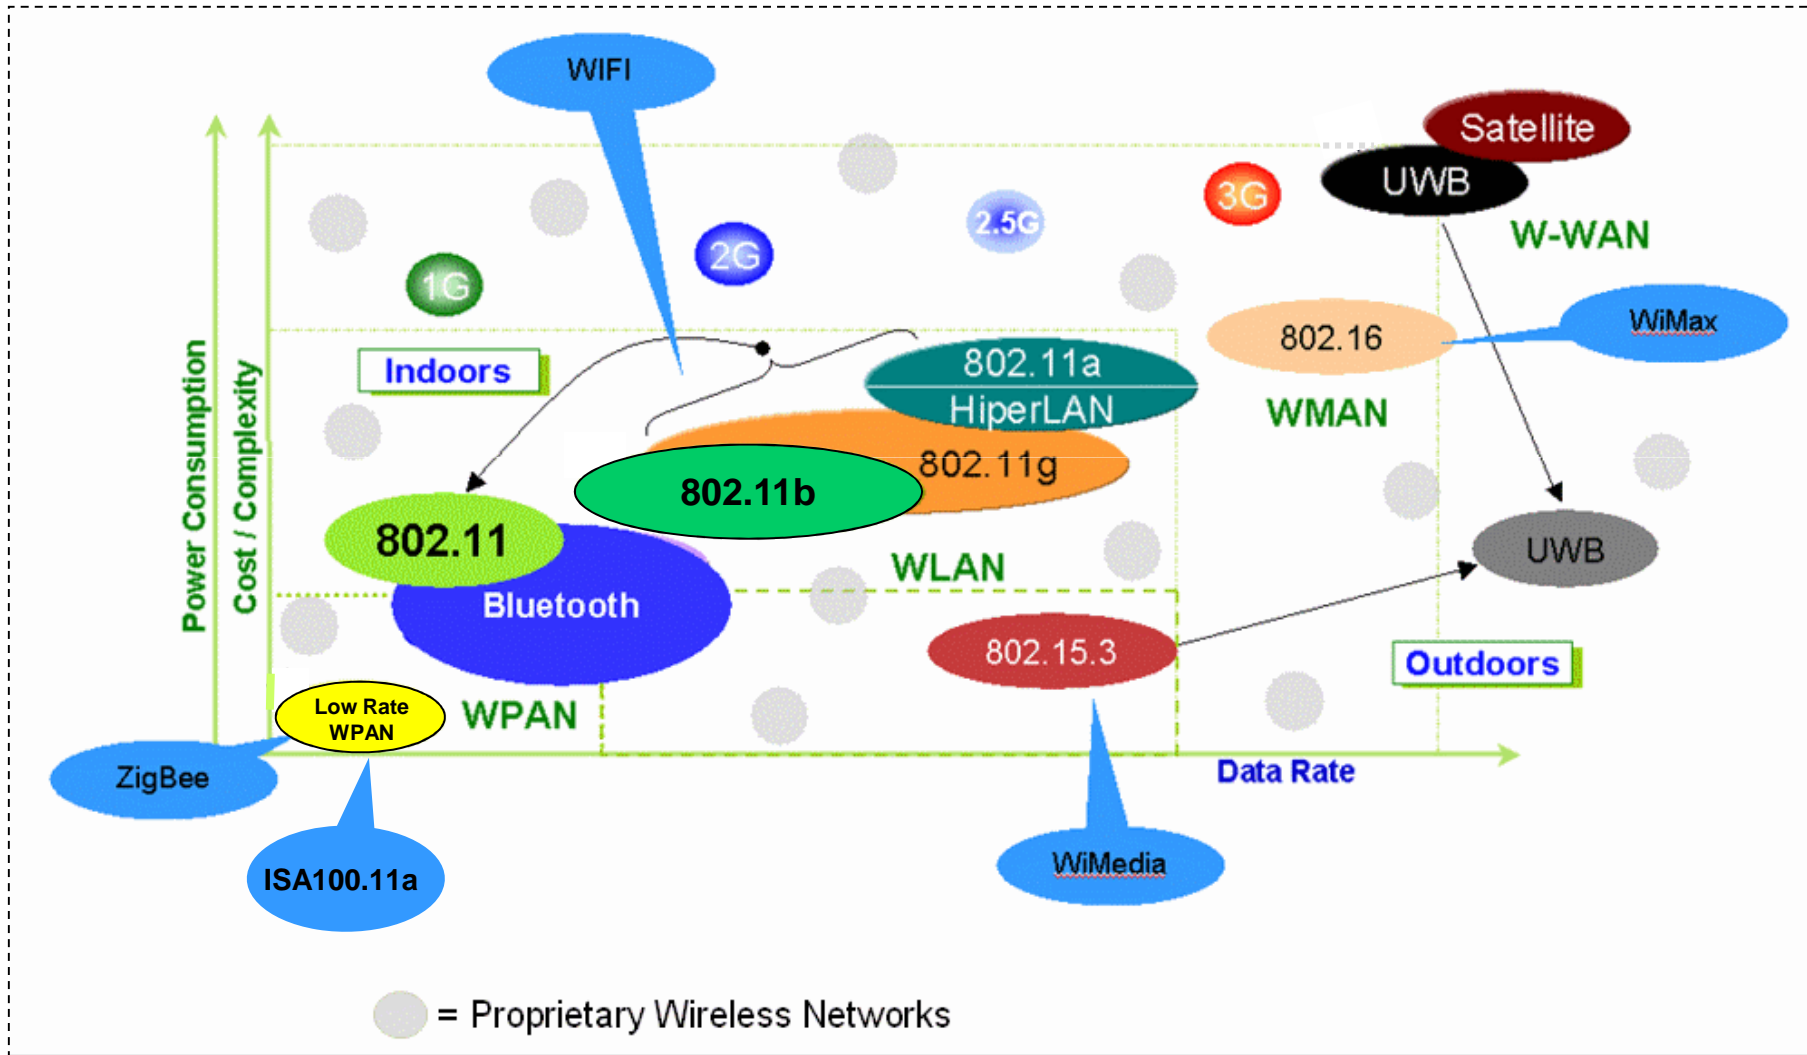 WIFI
Satellite
UWB
W-WAN
3G
2.5G
2G
1G
802.16
WiMax
Indoors
802.11a
HiperLAN
WMAN
802.11g
802.11b
802.11
Bluetooth
WLAN
UWB
802.15.3
Outdoors
Power Consumption
Cost / Complexity
Low Rate
WPAN
WPAN
Data Rate
ZigBee
ISA100.11a
WiMedia
= Proprietary Wireless Networks